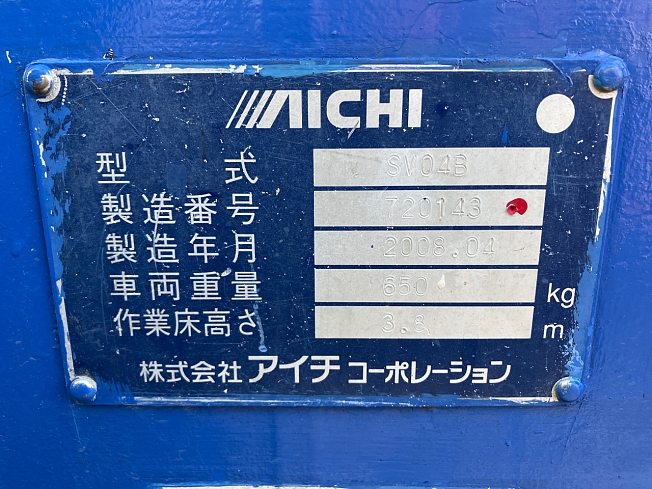 AICHI
型式 SV04B
製造番号 720143
製造年月 2008.04
車両重量 650 kg
作業床高さ m
株式会社 アイチ コーポレーション